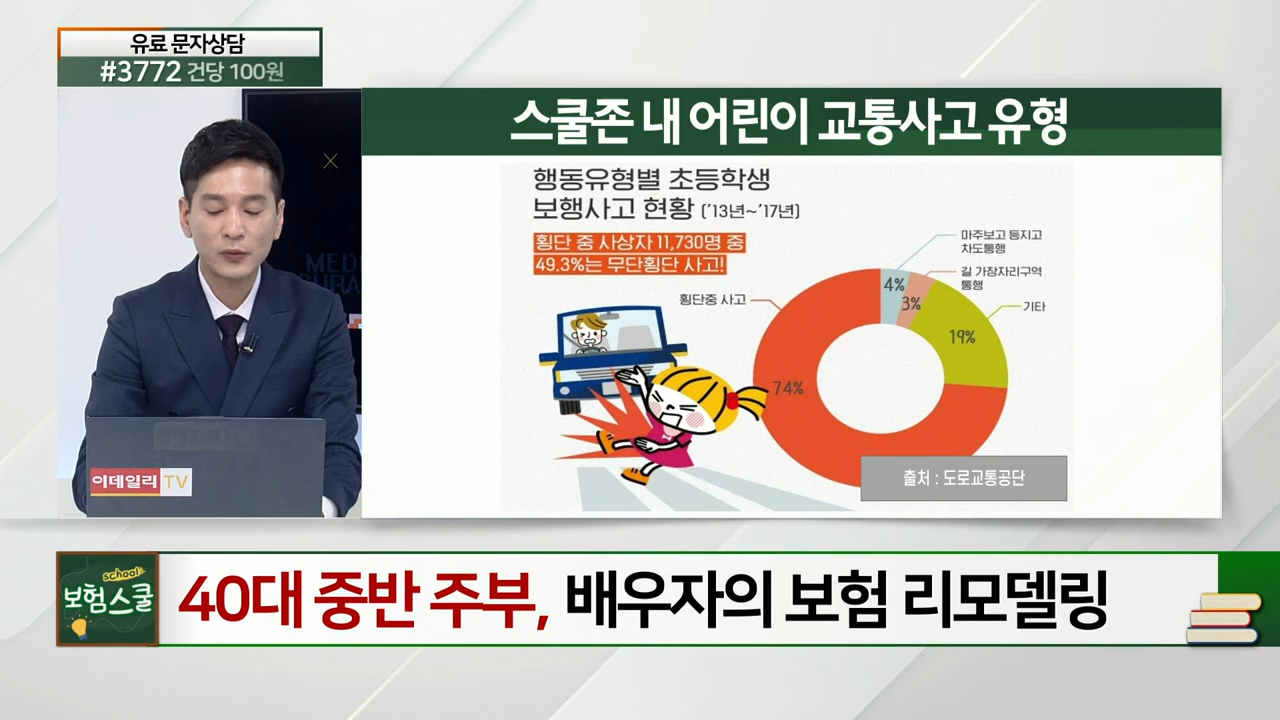 유료 문자상담
#3772 건당 100원
스쿨존 내 어린이 교통사고 유형
행동유형별 초등학생
보행사고 현황 ('13년~'17년)
횡단 중 사상자 11,730명 중
49.3%는 무단횡단 사고!
마주보고 등지고
차도통행
길 가장자리구역
통행
기타
횡단중 사고
4%
3%
19%
74%
출처 : 도로교통공단
이데일리 TV
school
보험스쿨
40대 중반 주부, 배우자의 보험 리모델링